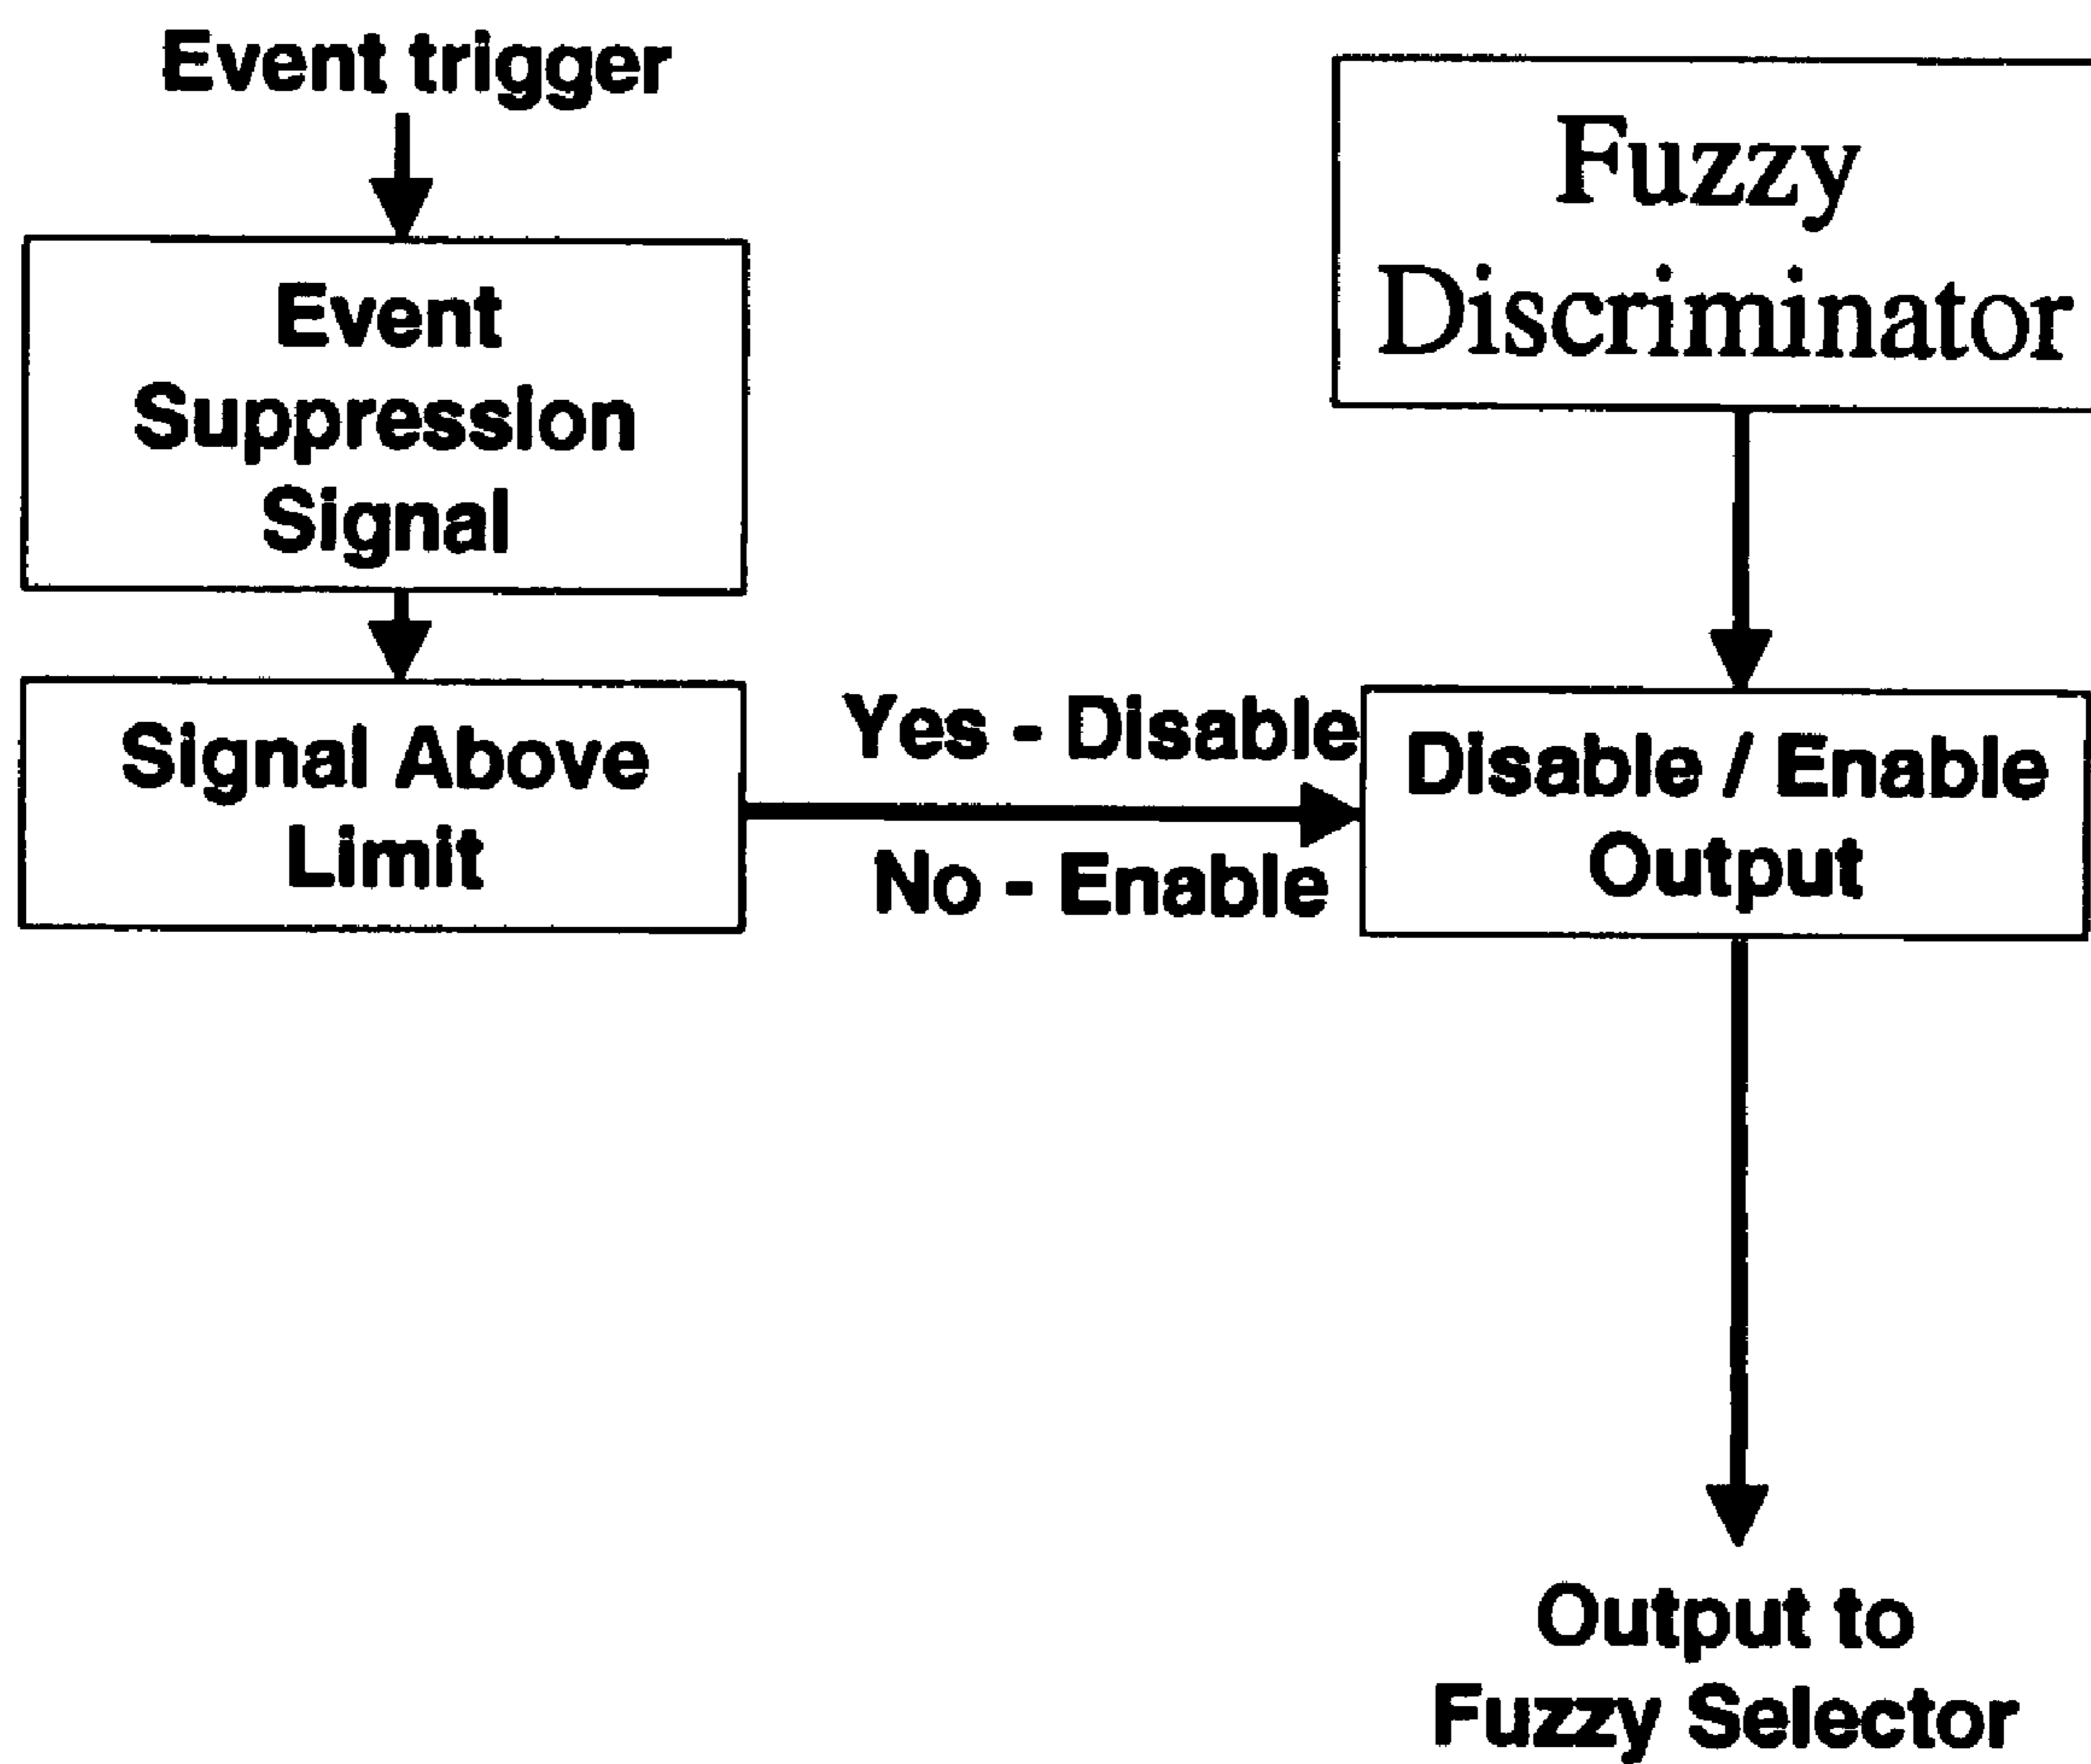 Event trigger
Event
Suppression
Signal
Signal Above
Limit
Yes - Disable
No - Enable
Fuzzy
Discriminator
Disable / Enable
Output
Output to
Fuzzy Selector